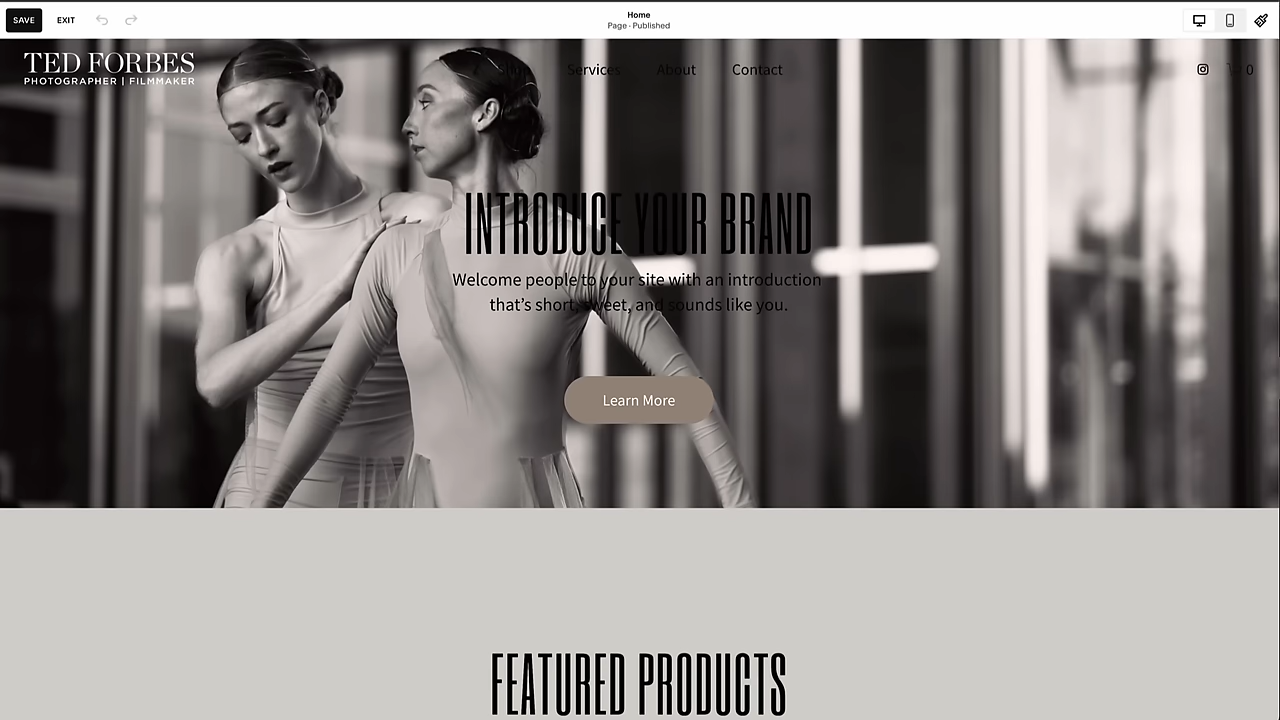 SAVE EXIT
Home
Page · Published
TED FORBES
PHOTOGRAPHER | FILMMAKER
Services About Contact
0
INTRODUCE YOUR BRAND
Welcome people to your site with an introduction
that's short, sweet, and sounds like you.
Learn More
FEATURED PRODUCTS